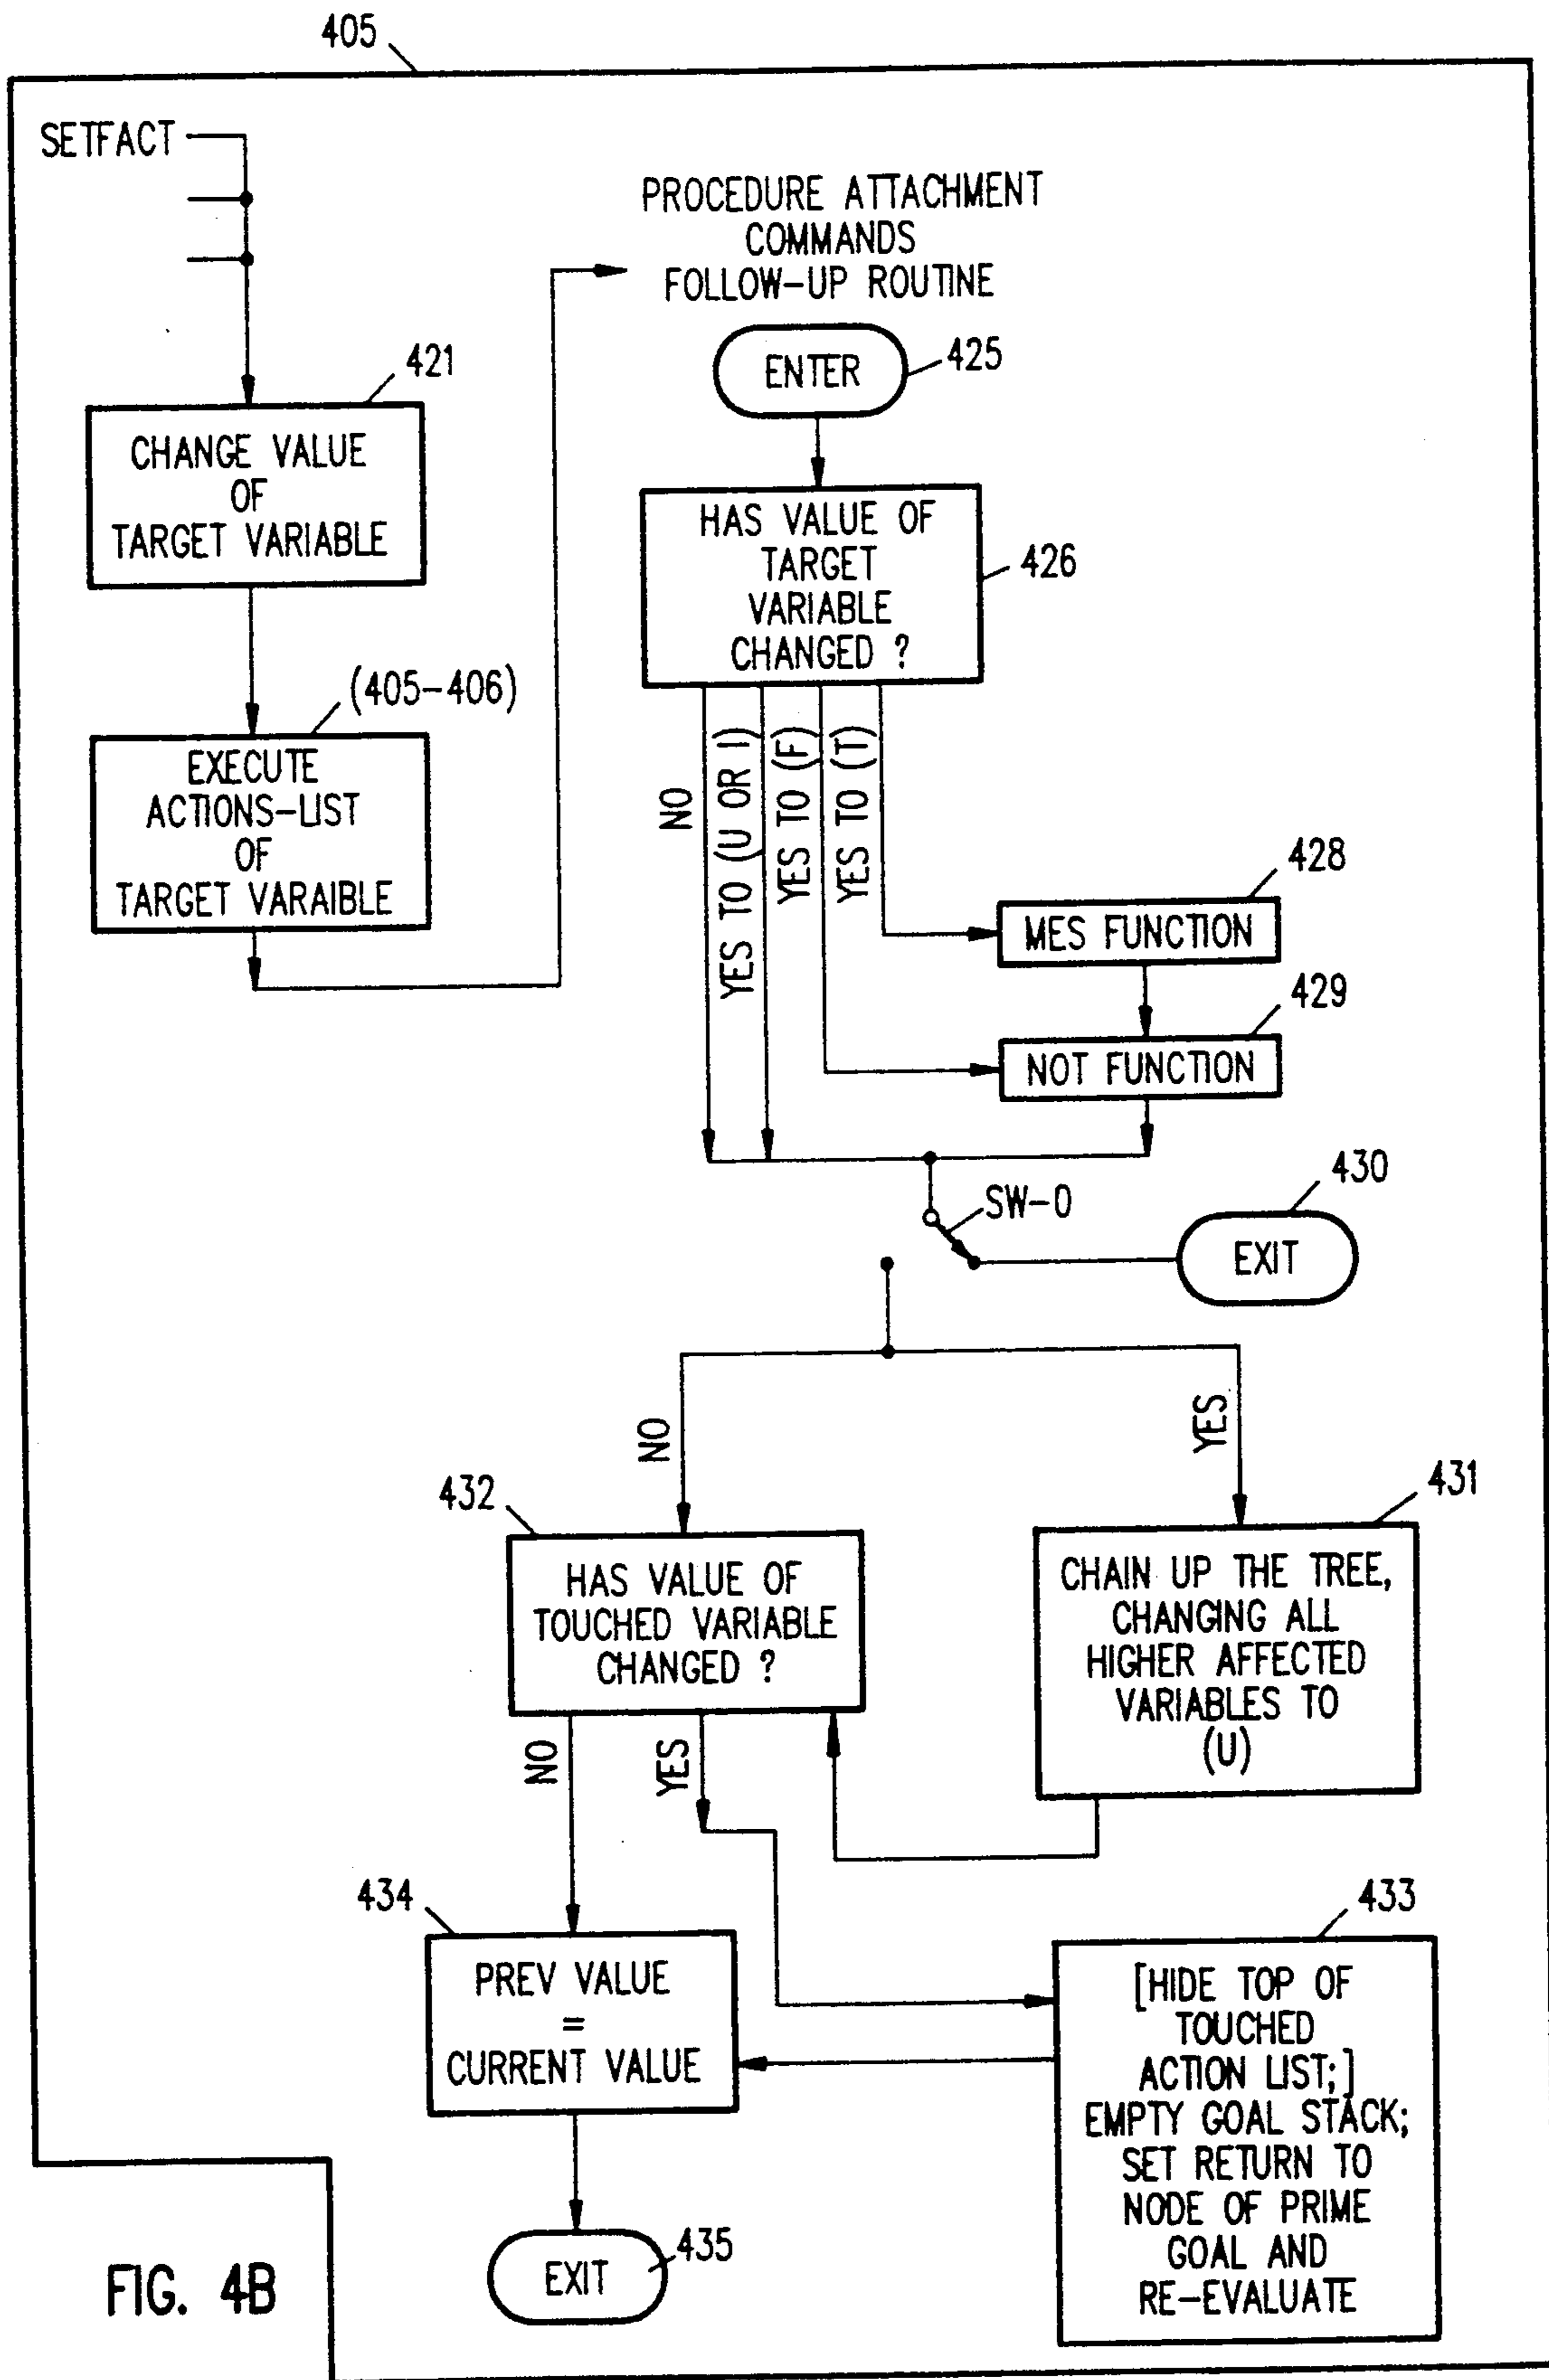 405
SETFACT
PROCEDURE ATTACHMENT
COMMANDS
FOLLOW-UP ROUTINE
421
CHANGE VALUE
OF
TARGET VARIABLE
ENTER
425
HAS VALUE OF
TARGET
VARIABLE
CHANGED ?
426
(405-406)
EXECUTE
ACTIONS-LIST
OF
TARGET VARAIBLE
NO
YES TO (U OR I)
YES TO (F)
YES TO (T)
428
MES FUNCTION
429
NOT FUNCTION
SW-0
430
EXIT
NO
YES
432
HAS VALUE OF
TOUCHED VARIABLE
CHANGED ?
431
CHAIN UP THE TREE,
CHANGING ALL
HIGHER AFFECTED
VARIABLES TO
(U)
NO
YES
434
PREV VALUE
=
CURRENT VALUE
433
[HIDE TOP OF
TOUCHED
ACTION LIST;]
EMPTY GOAL STACK;
SET RETURN TO
NODE OF PRIME
GOAL AND
RE-EVALUATE
EXIT
435
FIG. 4B